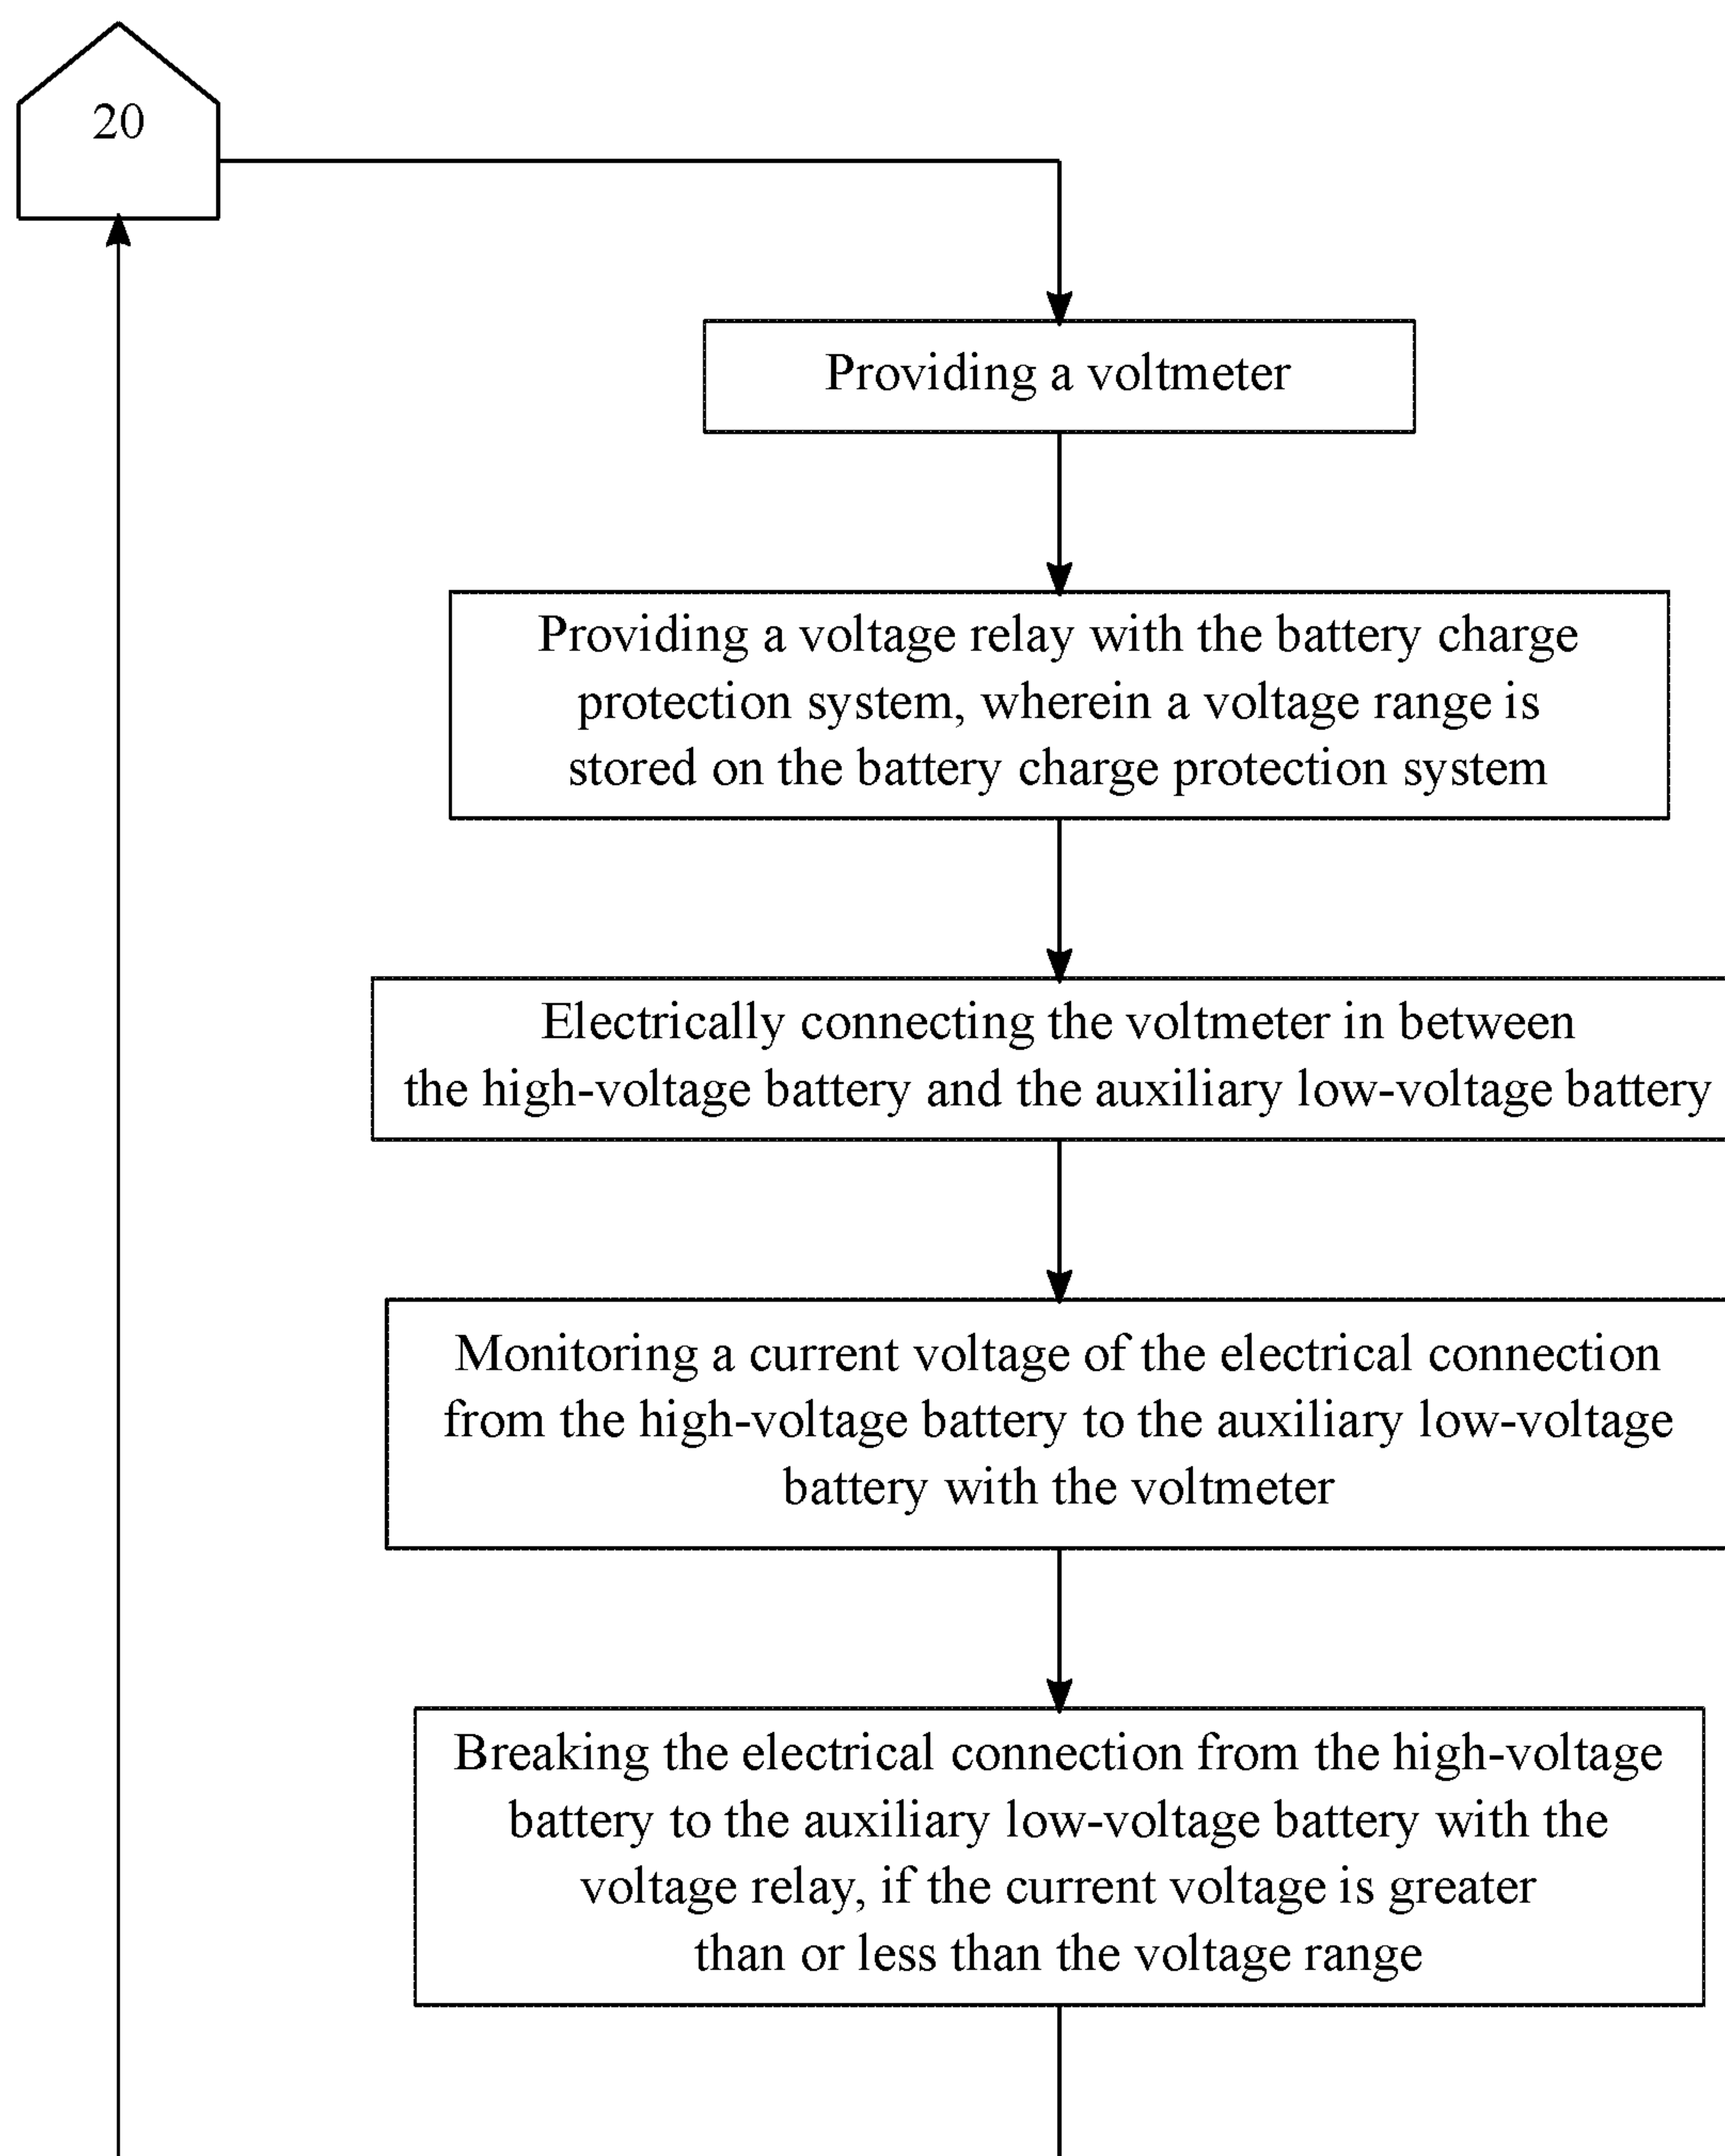 20
Providing a voltmeter
Providing a voltage relay with the battery charge
protection system, wherein a voltage range is
stored on the battery charge protection system
Electrically connecting the voltmeter in between
the high-voltage battery and the auxiliary low-voltage battery
Monitoring a current voltage of the electrical connection
from the high-voltage battery to the auxiliary low-voltage
battery with the voltmeter
Breaking the electrical connection from the high-voltage
battery to the auxiliary low-voltage battery with the
voltage relay, if the current voltage is greater
than or less than the voltage range